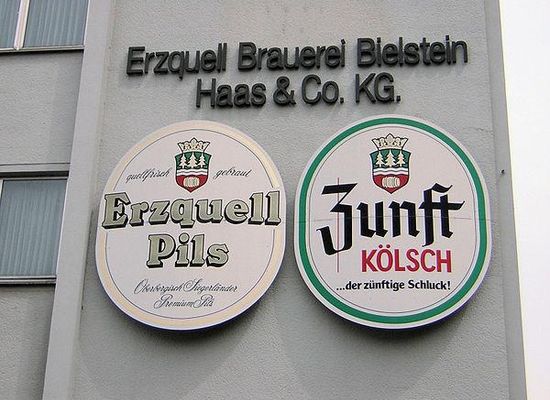 Erzquell Brauerei Bielstein
Haas & Co. KG.
quellfrisch gebraut
Erzquell
Pils
Oberbergisch Siegerländer
Premium Pils
Zunft
KÖLSCH
...der zünftige Schluck!